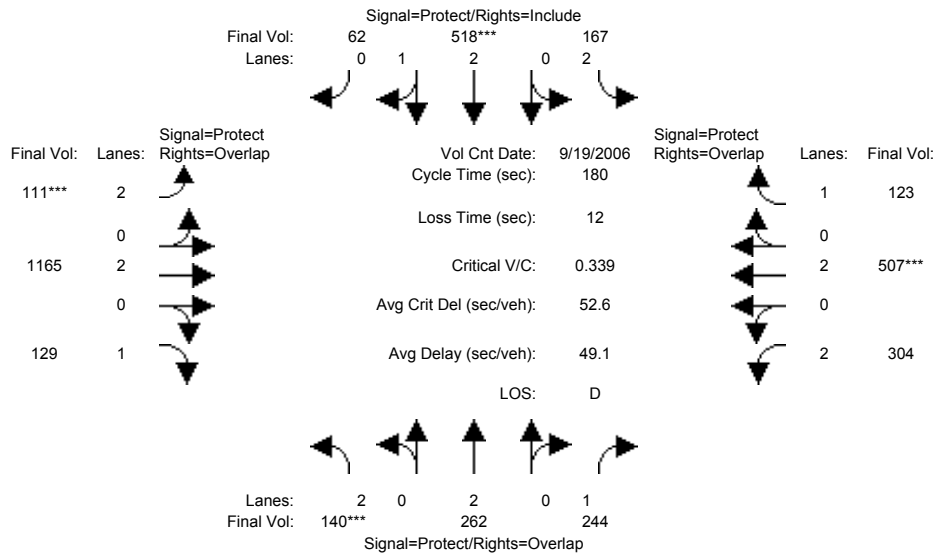 Signal=Protect/Rights=Include
Final Vol: 62 518*** 167
Lanes: 0 1 2 0 2
Signal=Protect Signal=Protect
Final Vol: Lanes: Rights=Overlap Vol Cnt Date: 9/19/2006 Rights=Overlap Lanes: Final Vol:
Cycle Time (sec): 180
111*** 2 1 123
Loss Time (sec): 12
0 0
1165 2 Critical V/C: 0.339 2 507***
0 Avg Crit Del (sec/veh): 52.6 0
129 1 Avg Delay (sec/veh): 49.1 2 304
LOS: D
Lanes: 2 0 2 0 1
Final Vol: 140*** 262 244
Signal=Protect/Rights=Overlap